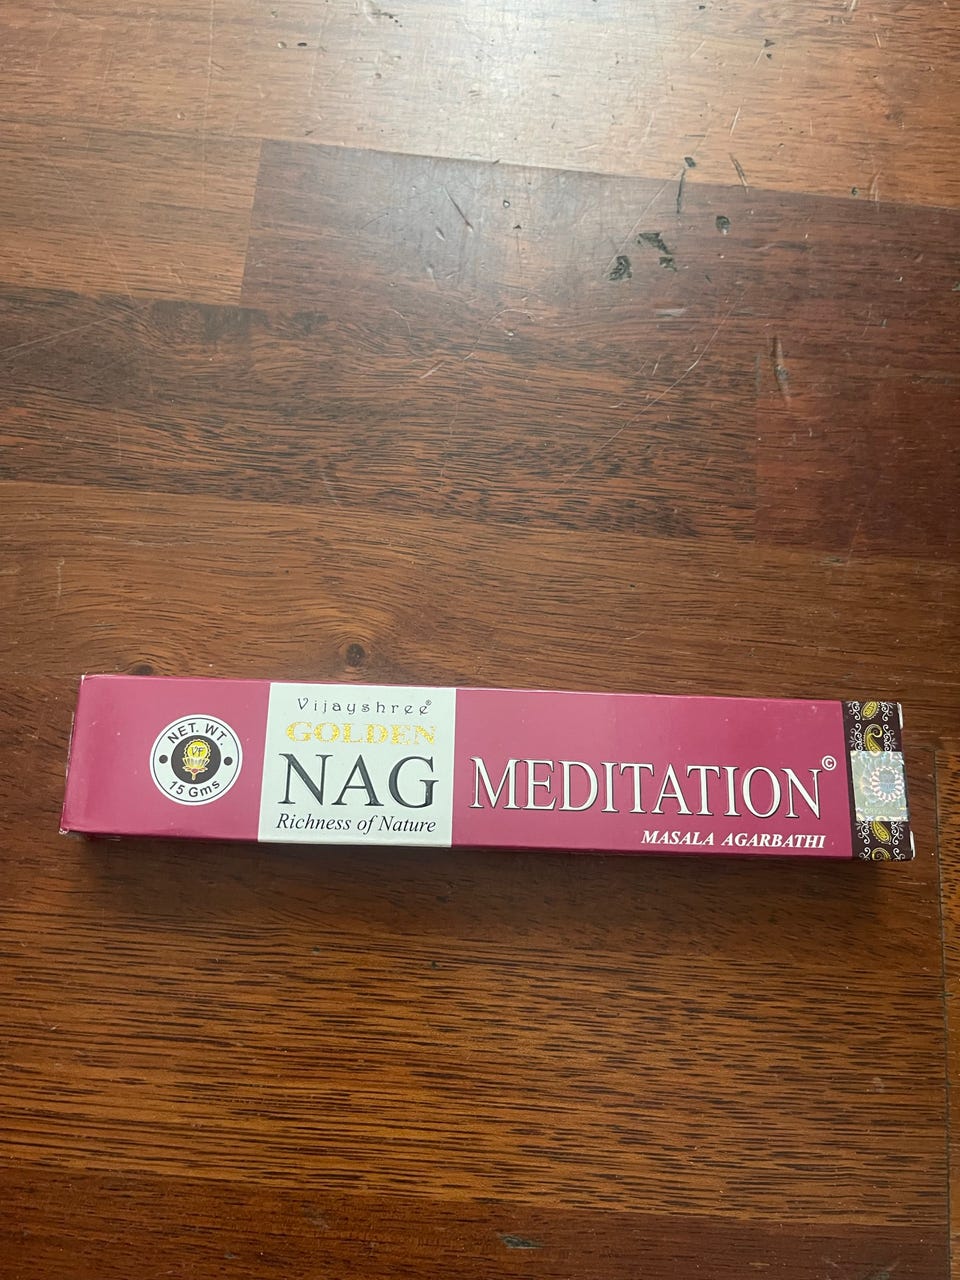 NET. WT.
VF
15 Gms
Vijayshree®
GOLDEN
NAG
Richness of Nature
MEDITATION©
MASALA AGARBATHI